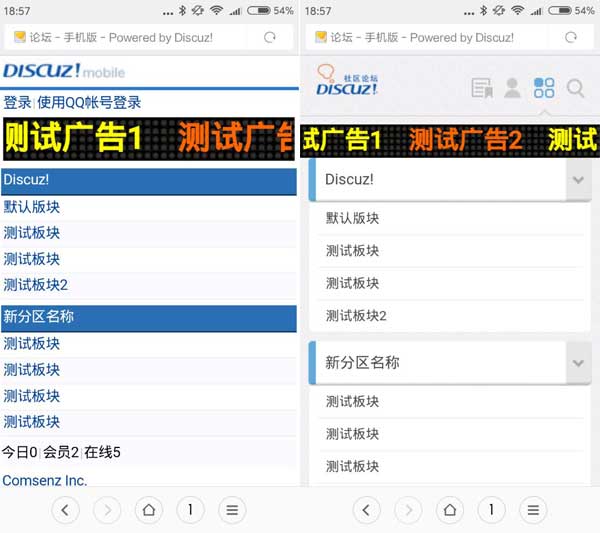 18:57
54%
论坛 - 手机版 - Powered by Discuz!
DISCUZ! mobile
登录|使用QQ帐号登录
测试广告1 测试广告
Discuz!
默认版块
测试板块
测试板块
测试板块2
新分区名称
测试板块
测试板块
测试板块
测试板块
今日0|会员2|在线5
Comsenz Inc.
1
18:57
54%
论坛 - 手机版 - Powered by Discuz!
社区论坛
DISCUZ!
试广告1 测试广告2 测试
Discuz!
默认版块
测试板块
测试板块
测试板块2
新分区名称
测试板块
测试板块
测试板块
1